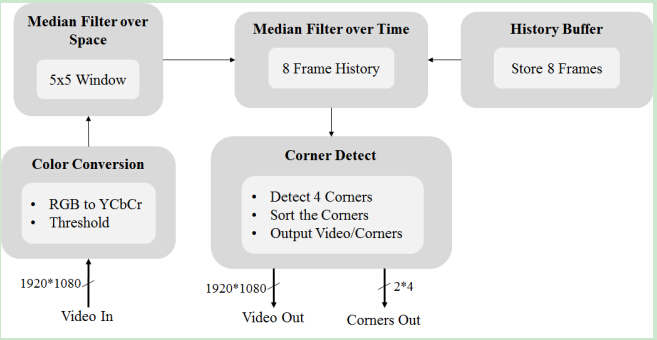 Median Filter over
Space
5x5 Window
Median Filter over Time
8 Frame History
History Buffer
Store 8 Frames
Color Conversion
• RGB to YCbCr
• Threshold
Corner Detect
• Detect 4 Corners
• Sort the Corners
• Output Video/Corners
1920*1080
Video In
1920*1080
Video Out
2*4
Corners Out